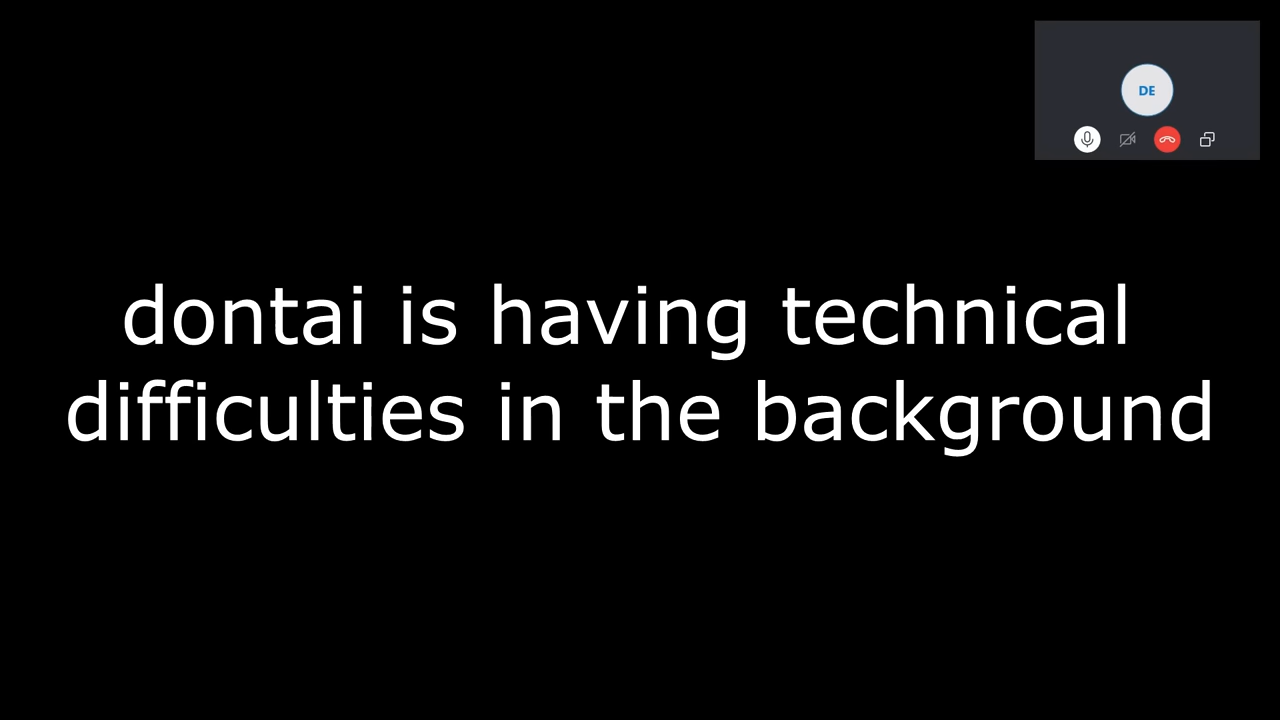 DE
dontai is having technical
difficulties in the background